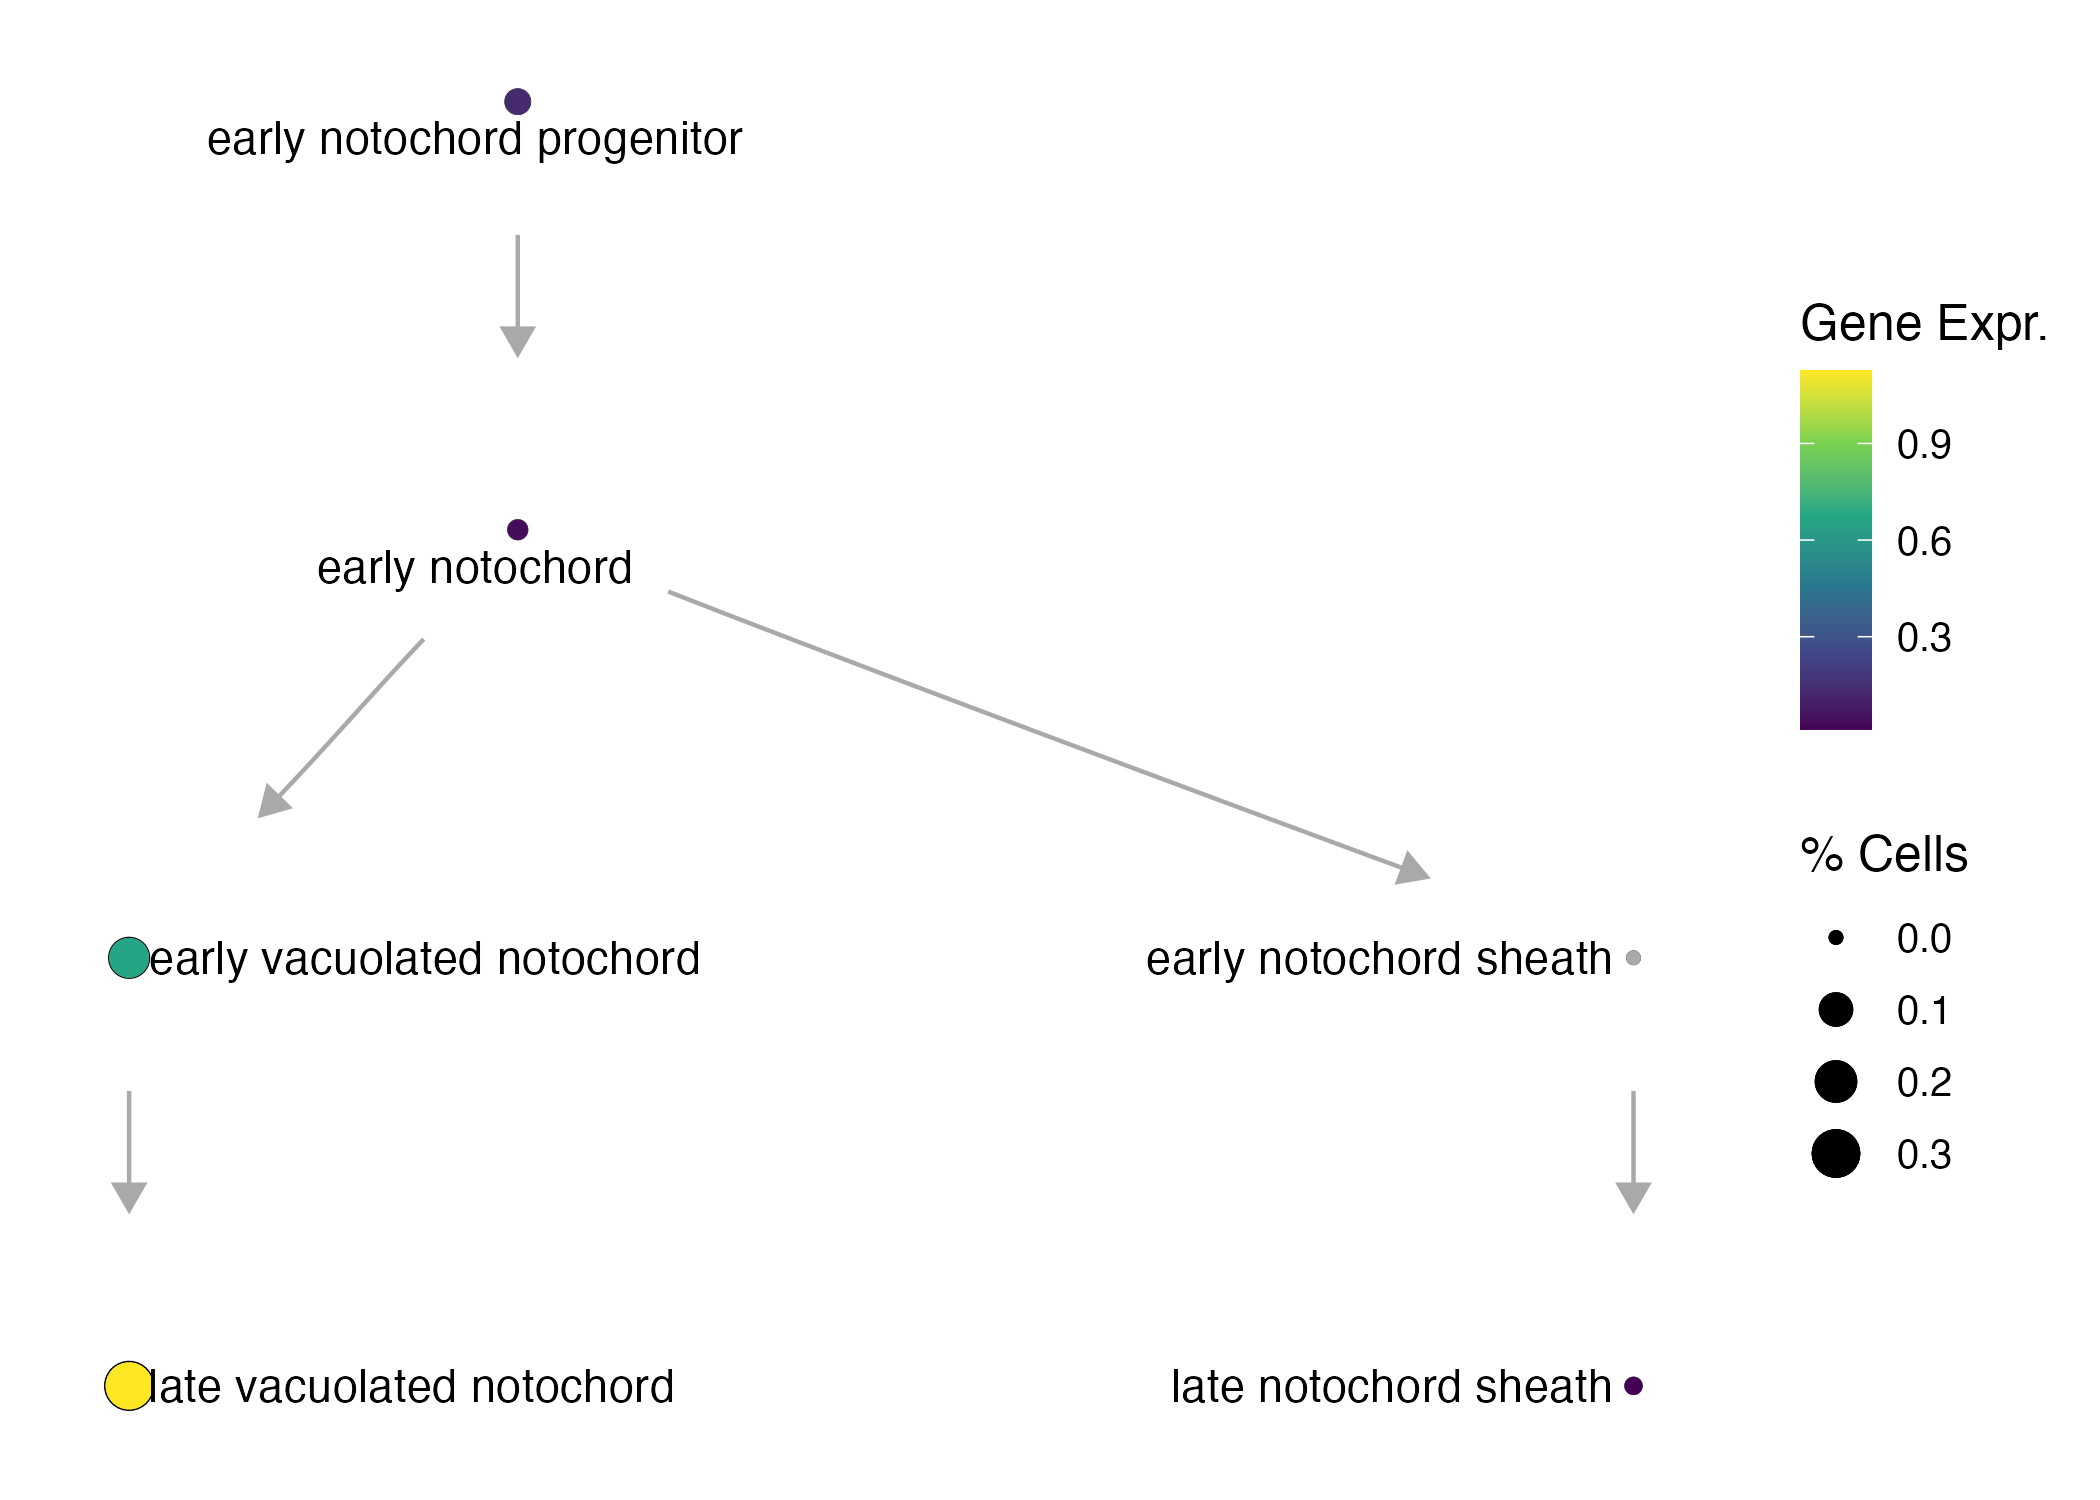 early notochord progenitor
early notochord
early vacuolated notochord
early notochord sheath
late vacuolated notochord
late notochord sheath
Gene Expr.
0.9
0.6
0.3
% Cells
0.0
0.1
0.2
0.3